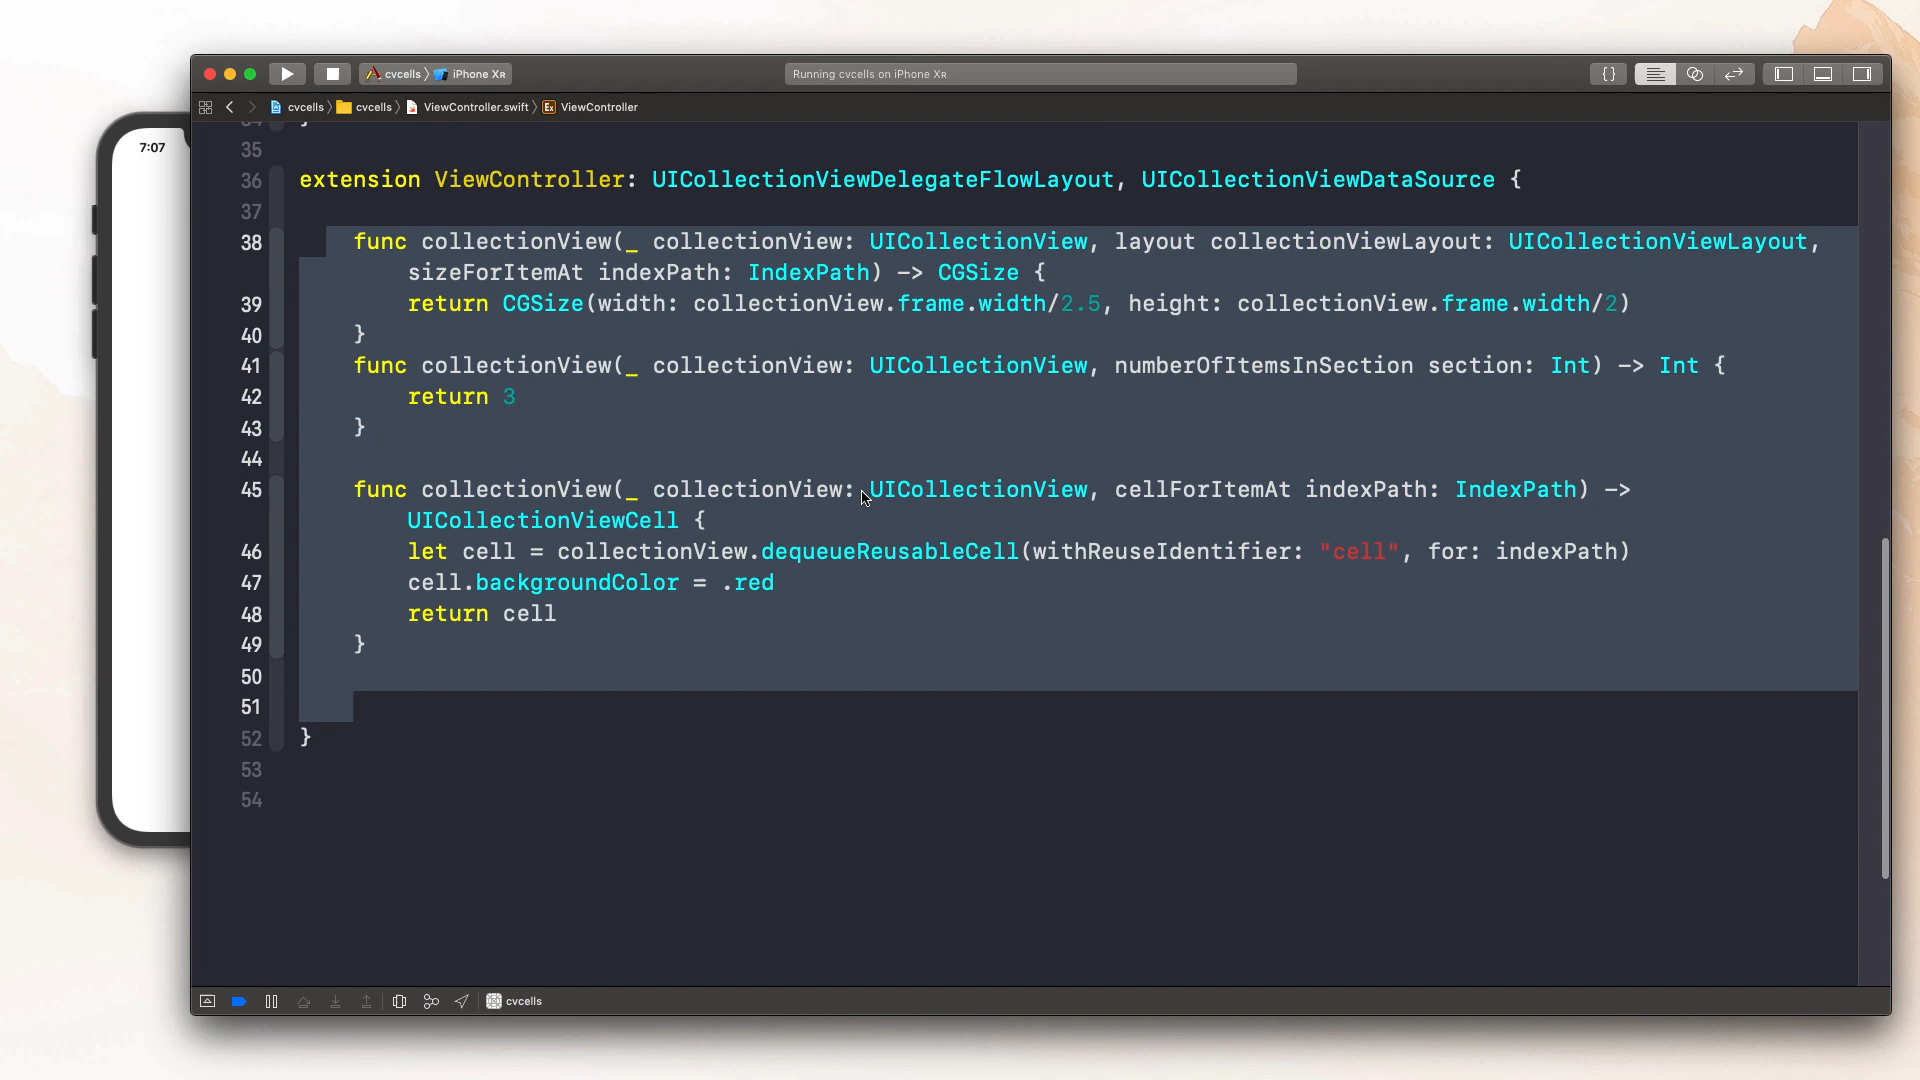 cvcells 〉 iPhone XR
Running cvcells on iPhone XR
{}
cvcells 〉 cvcells 〉 ViewController.swift 〉 Ex ViewController
7:07
35
36 extension ViewController: UICollectionViewDelegateFlowLayout, UICollectionViewDataSource {
37
38 func collectionView(_ collectionView: UICollectionView, layout collectionViewLayout: UICollectionViewLayout,
sizeForItemAt indexPath: IndexPath) -> CGSize {
39 return CGSize(width: collectionView.frame.width/2.5, height: collectionView.frame.width/2)
40 }
41 func collectionView(_ collectionView: UICollectionView, numberOfItemsInSection section: Int) -> Int {
42 return 3
43 }
44
45 func collectionView(_ collectionView: UICollectionView, cellForItemAt indexPath: IndexPath) ->
UICollectionViewCell {
46 let cell = collectionView.dequeueReusableCell(withReuseIdentifier: "cell", for: indexPath)
47 cell.backgroundColor = .red
48 return cell
49 }
50
51
52 }
53
54
cvcells